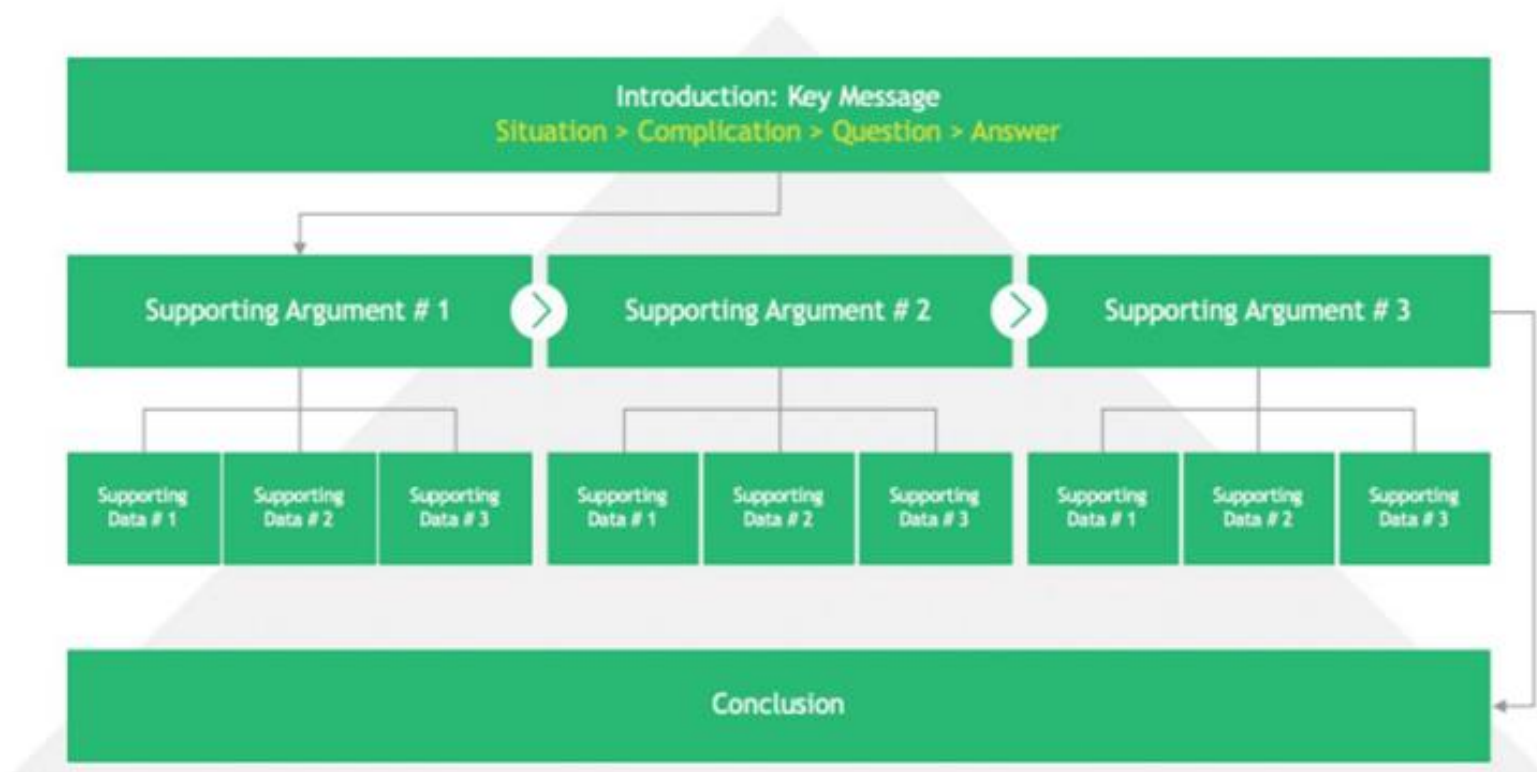 Introduction: Key Message
Situation > Complication > Question > Answer
Supporting Argument # 1
Supporting Argument # 2
Supporting Argument # 3
Supporting
Data # 1
Supporting
Data # 2
Supporting
Data # 3
Supporting
Data # 1
Supporting
Data # 2
Supporting
Data # 3
Supporting
Data # 1
Supporting
Data # 2
Supporting
Data # 3
Conclusion